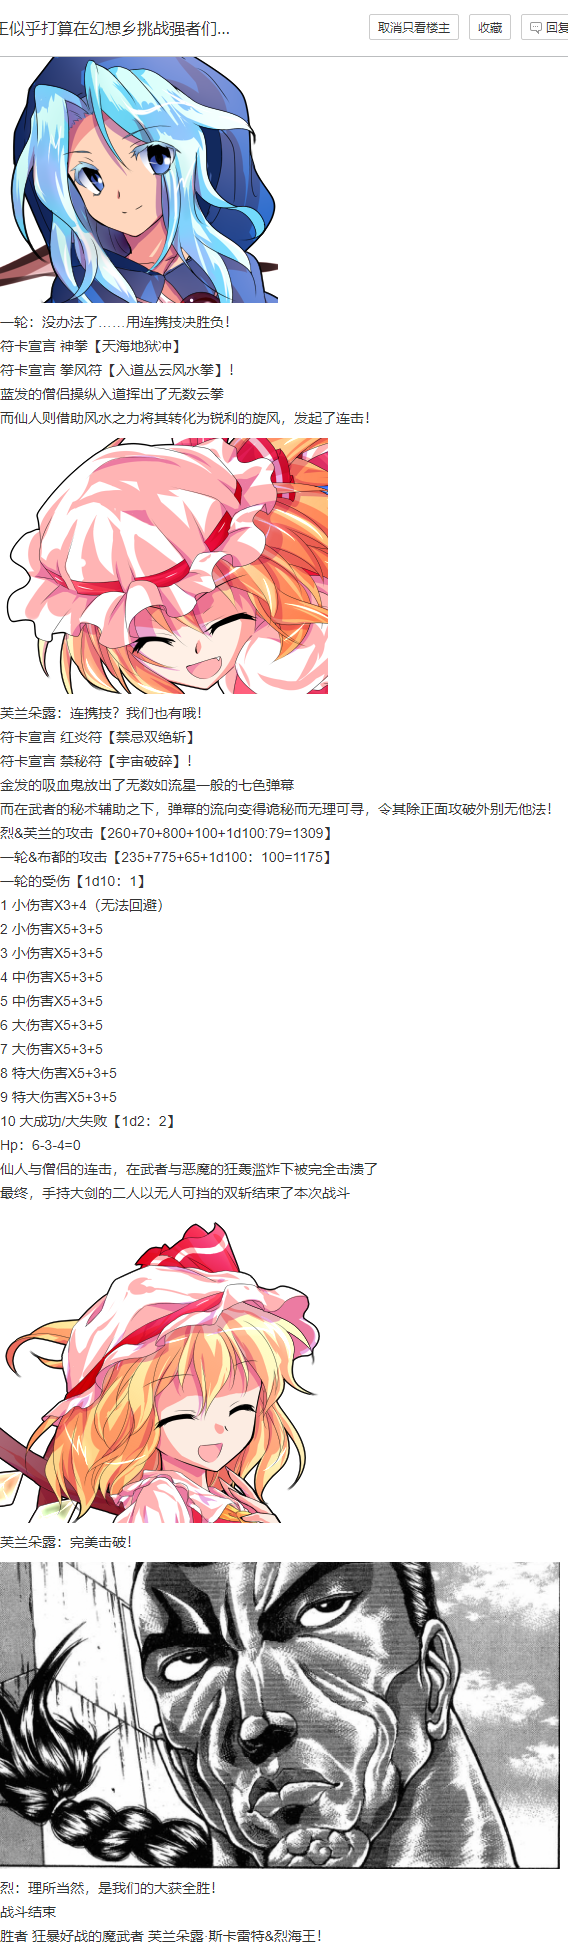 王似乎打算在幻想乡挑战强者们...
取消只看楼主
收藏
回复
一轮：没办法了……用连携技决胜负！
符卡宣言 神拳【天海地狱冲】
符卡宣言 拳风符【入道丛云风水拳】！
蓝发的僧侣操纵入道挥出了无数云拳
而仙人则借助风水之力将其转化为锐利的旋风，发起了连击！
芙兰朵露：连携技？我们也有哦！
符卡宣言 红炎符【禁忌双绝斩】
符卡宣言 禁秘符【宇宙破碎】！
金发的吸血鬼放出了无数如流星一般的七色弹幕
而在武者的秘术辅助之下，弹幕的流向变得诡秘而无理可寻，令其除正面攻破外别无他法！
烈&芙兰的攻击【260+70+800+100+1d100:79=1309】
一轮&布都的攻击【235+775+65+1d100：100=1175】
一轮的受伤【1d10：1】
1 小伤害X3+4（无法回避）
2 小伤害X5+3+5
3 小伤害X5+3+5
4 中伤害X5+3+5
5 中伤害X5+3+5
6 大伤害X5+3+5
7 大伤害X5+3+5
8 特大伤害X5+3+5
9 特大伤害X5+3+5
10 大成功/大失败【1d2：2】
Hp：6-3-4=0
仙人与僧侣的连击，在武者与恶魔的狂轰滥炸下被完全击溃了
最终，手持大剑的二人以无人可挡的双斩结束了本次战斗
芙兰朵露：完美击破！
烈：理所当然，是我们的大获全胜！
战斗结束
胜者 狂暴好战的魔武者 芙兰朵露·斯卡雷特&烈海王！